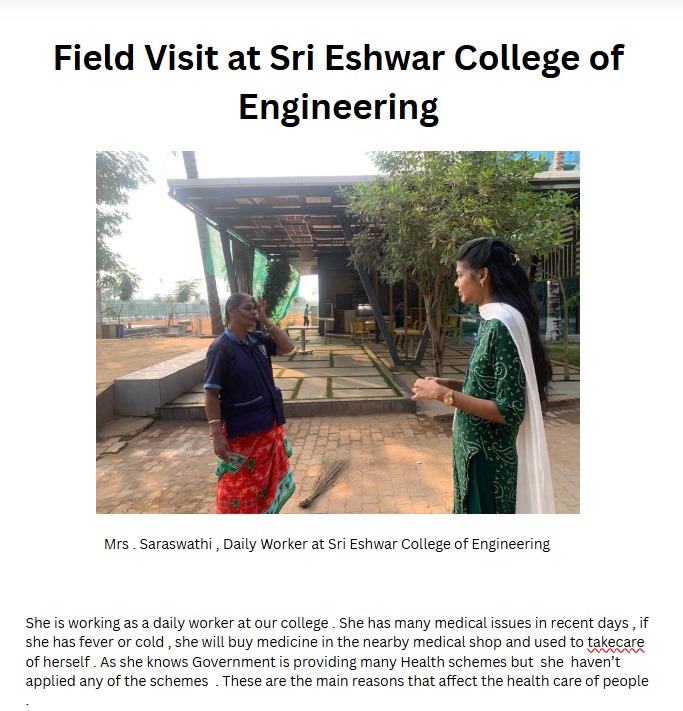 Field Visit at Sri Eshwar College of
Engineering
Mrs . Saraswathi , Daily Worker at Sri Eshwar College of Engineering
She is working as a daily worker at our college . She has many medical issues in recent days , if
she has fever or cold , she will buy medicine in the nearby medical shop and used to takecare
of herself . As she knows Government is providing many Health schemes but  she  haven't
applied any of the schemes  . These are the main reasons that affect the health care of people
.